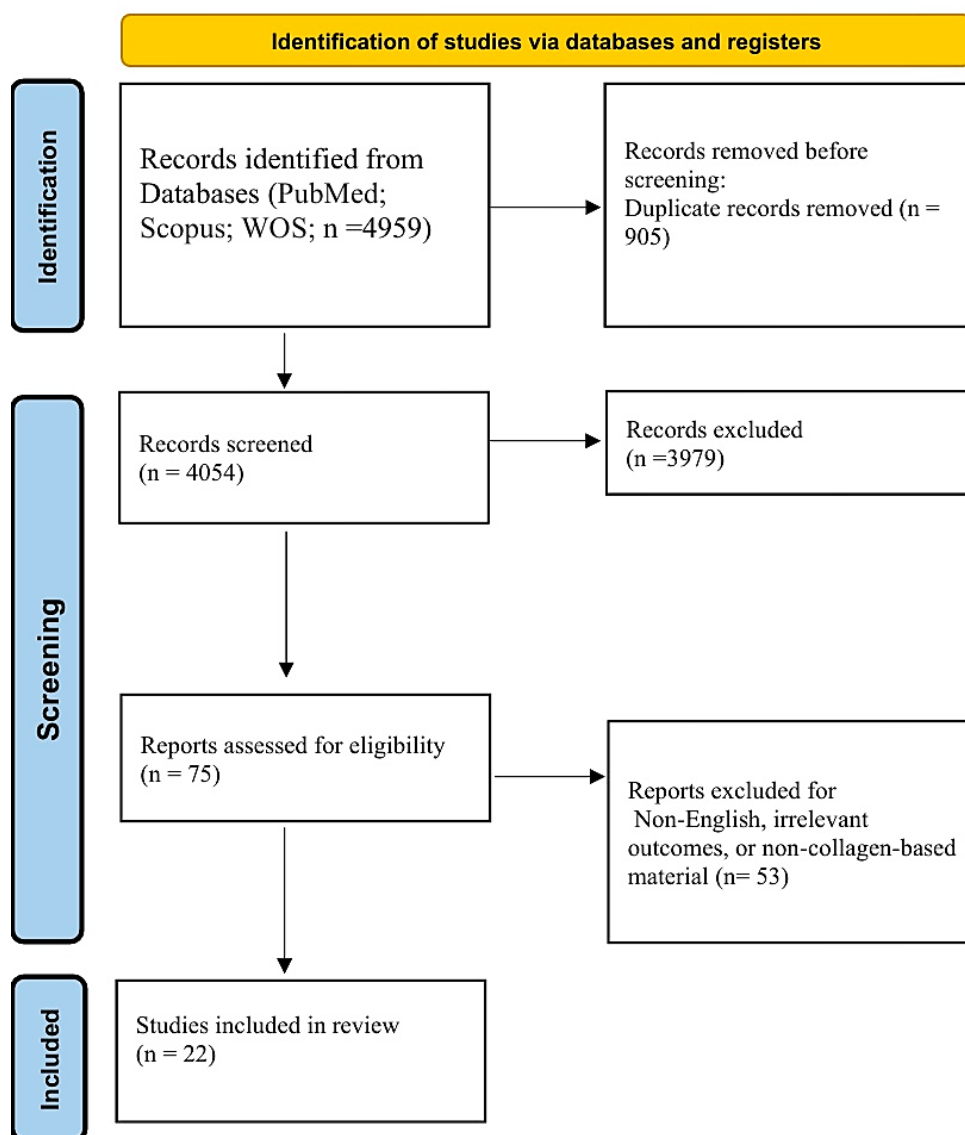 Identification of studies via databases and registers
Identification
Records identified from
Databases (PubMed;
Scopus; WOS; n =4959)
Records removed before
screening:
Duplicate records removed (n =
905)
Screening
Records screened
(n = 4054)
Records excluded
(n =3979)
Reports assessed for eligibility
(n = 75)
Reports excluded for
Non-English, irrelevant
outcomes, or non-collagen-based
material (n= 53)
Included
Studies included in review
(n = 22)